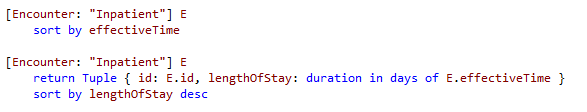 [Encounter: "Inpatient"] E
sort by effectiveTime
[Encounter: "Inpatient"] E
return Tuple { id: E.id, lengthOfStay: duration in days of E.effectiveTime }
sort by lengthOfStay desc